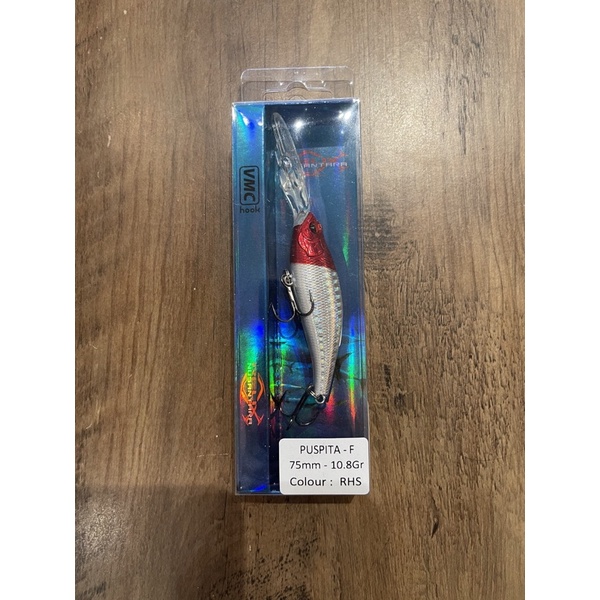 VMC
hook
PUSPITA - F
75mm - 10.8Gr
Colour : RHS